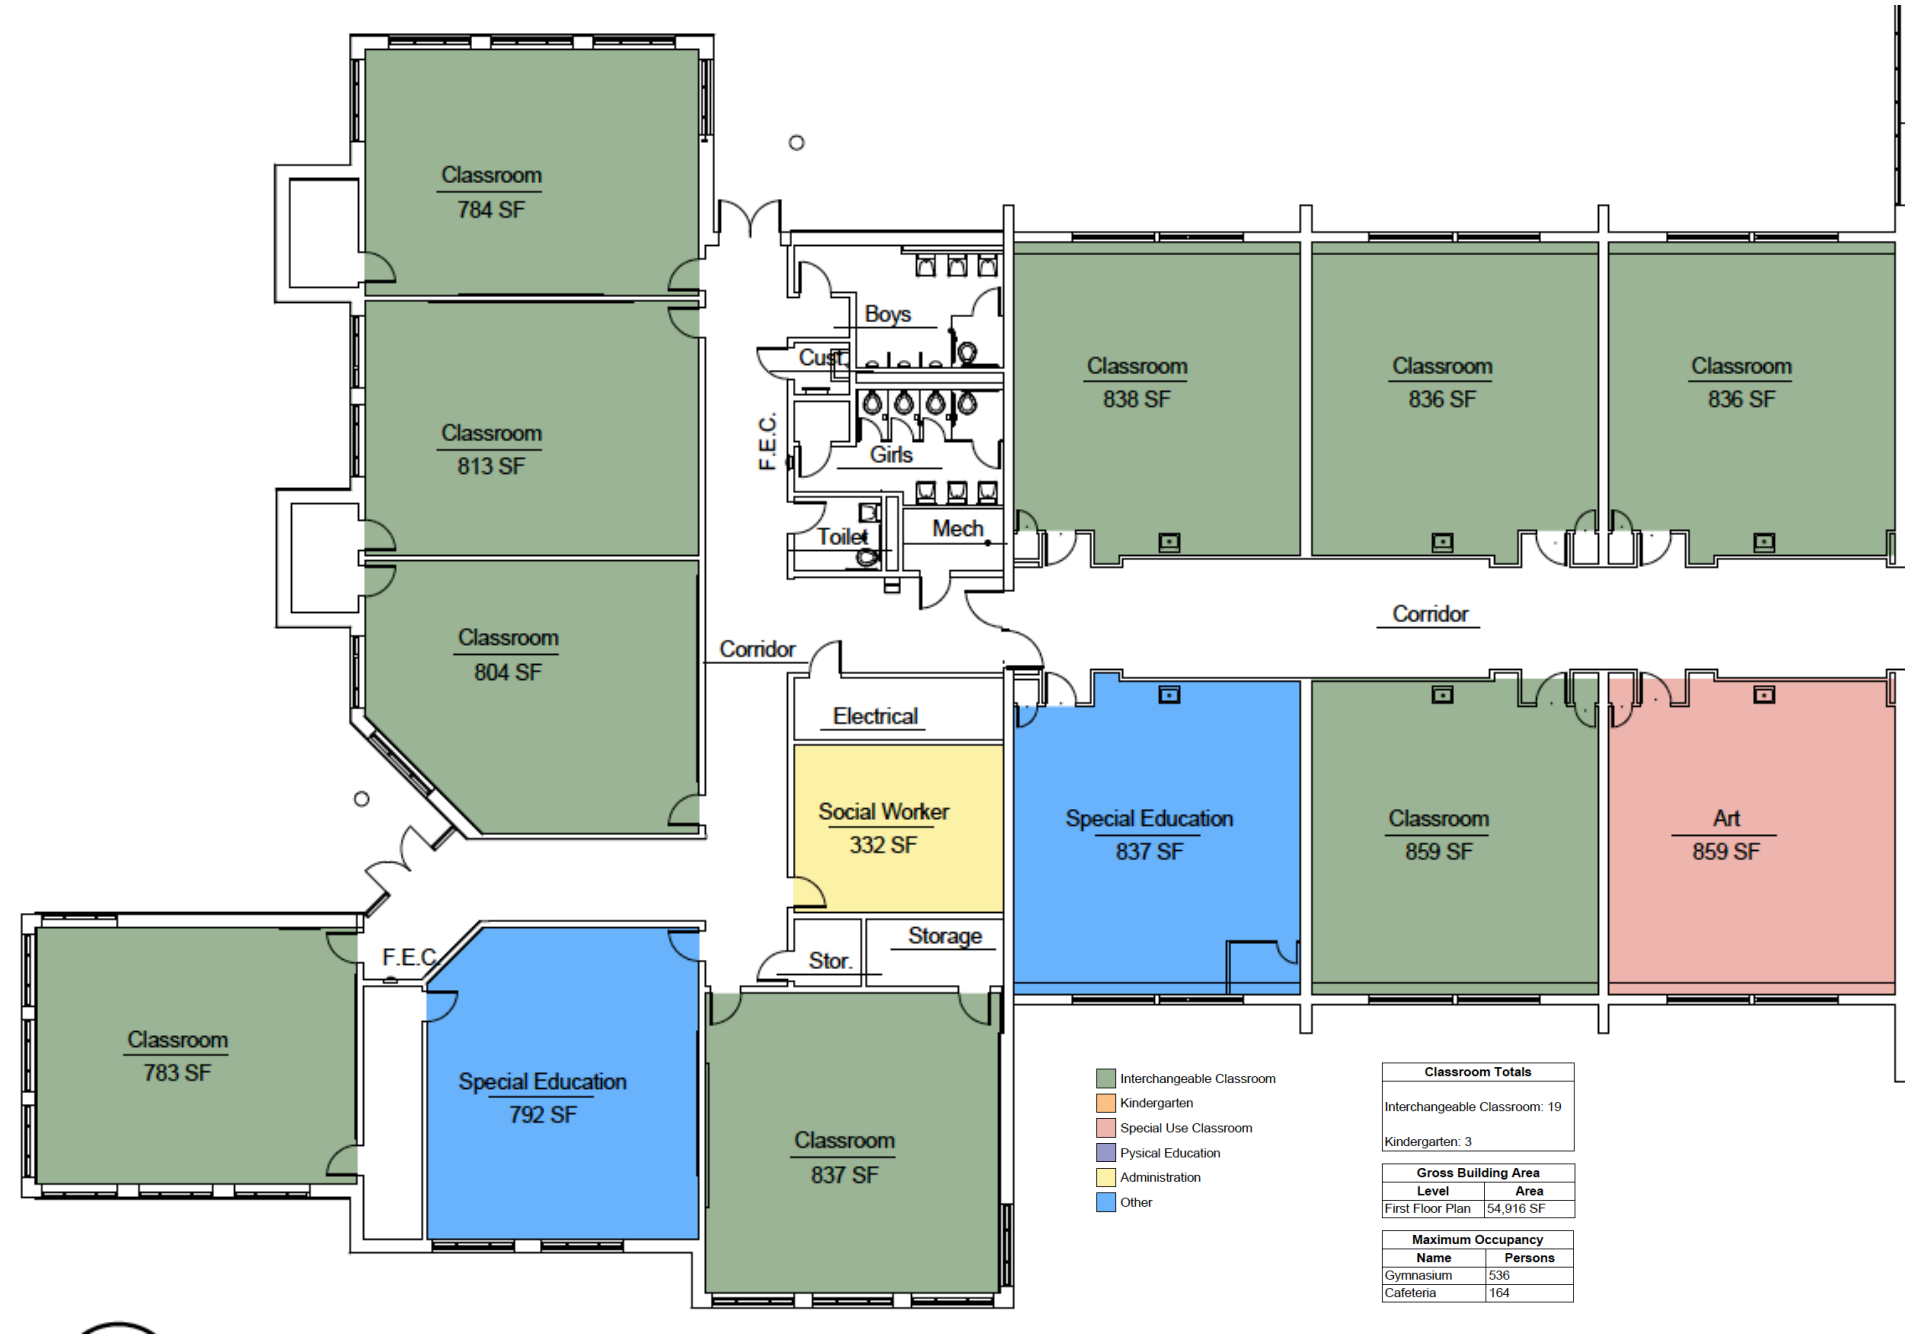 Classroom
784 SF
Classroom
813 SF
Classroom
804 SF
Boys
Cust.
F.E.C.
Girls
Toilet
Mech
Classroom
838 SF
Classroom
836 SF
Classroom
836 SF
Corridor
Corridor
Electrical
Social Worker
332 SF
Special Education
837 SF
Classroom
859 SF
Art
859 SF
Storage
Stor.
F.E.C.
Classroom
783 SF
Special Education
792 SF
Classroom
837 SF
Interchangeable Classroom
Kindergarten
Special Use Classroom
Pysical Education
Administration
Other
Classroom Totals
Interchangeable Classroom: 19
Kindergarten: 3
Gross Building Area
Level Area
First Floor Plan 54,916 SF
Maximum Occupancy
Name Persons
Gymnasium 536
Cafeteria 164